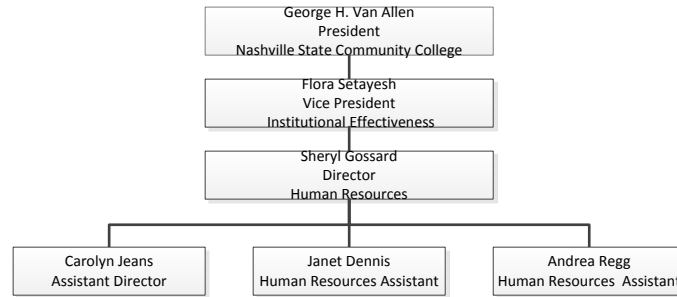 George H. Van Allen
President
Nashville State Community College
Flora Setayesh
Vice President
Institutional Effectiveness
Sheryl Gossard
Director
Human Resources
Carolyn Jeans
Assistant Director
Janet Dennis
Human Resources Assistant
Andrea Regg
Human Resources  Assistant